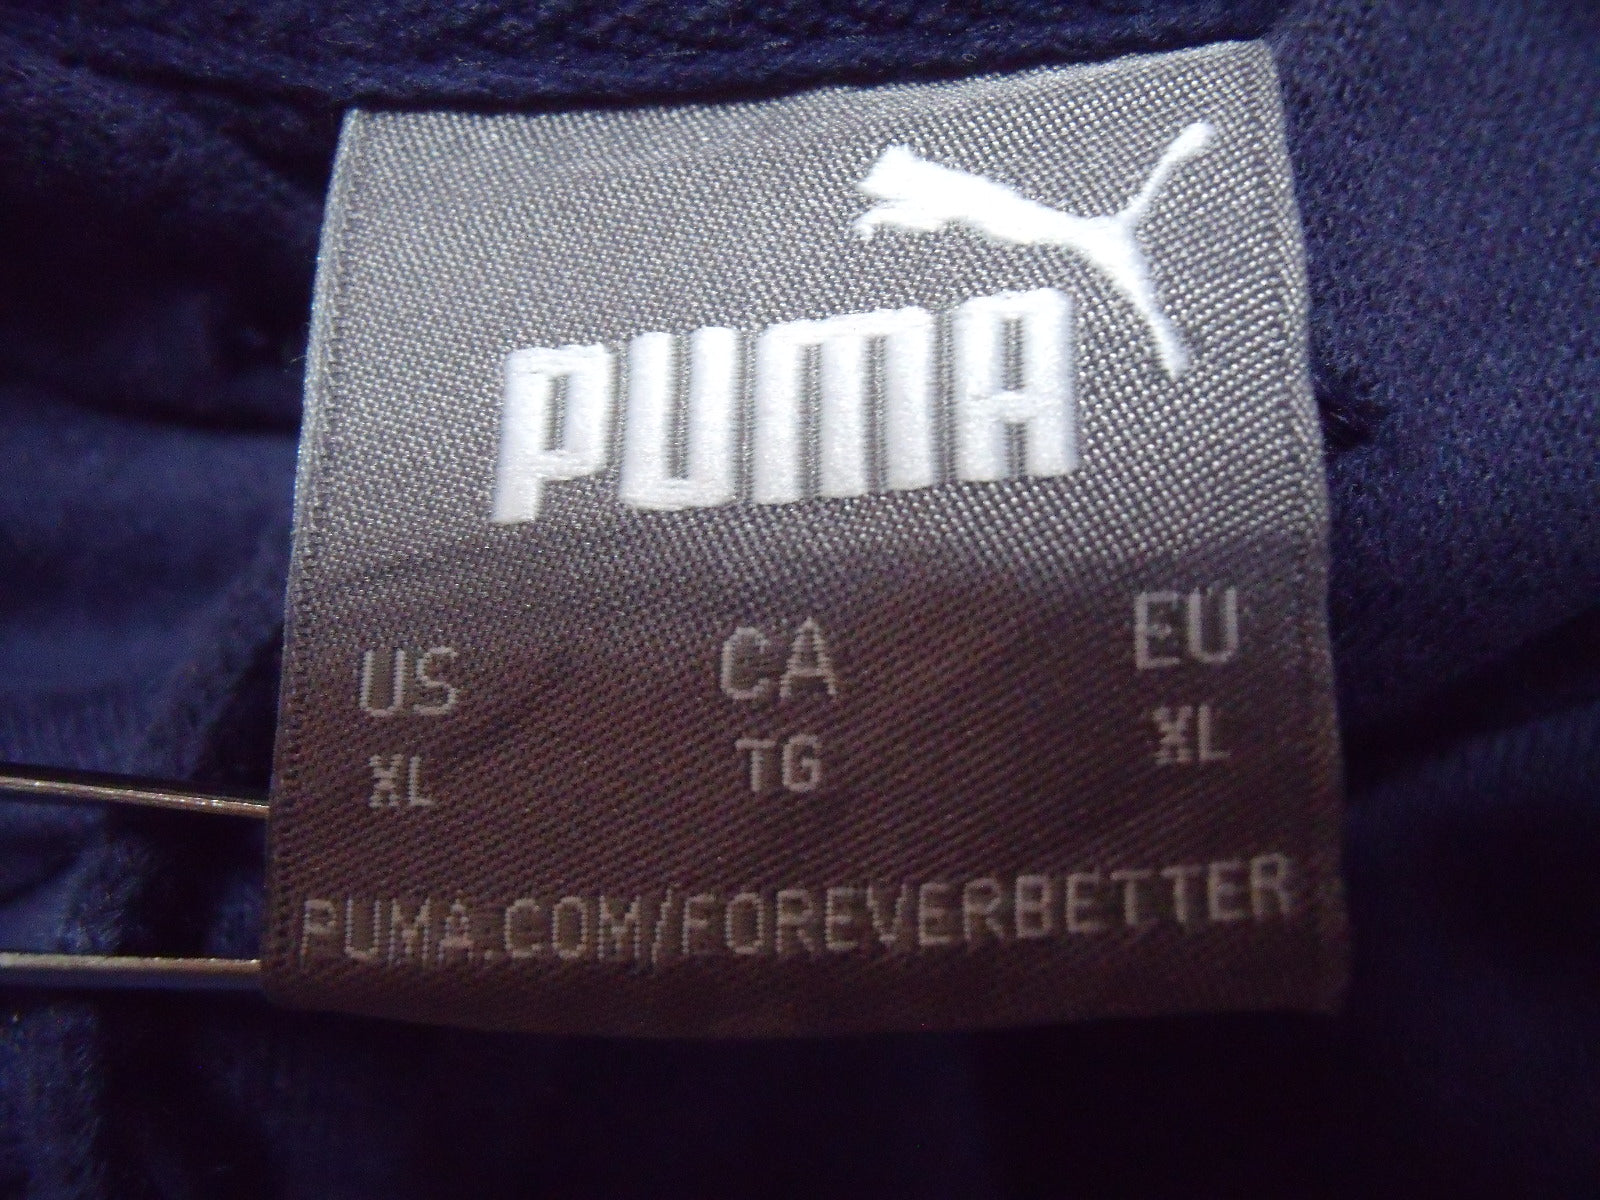 PUMA
US CA EU
XL TG XL
PUMA.COM/FOREVERBETTER